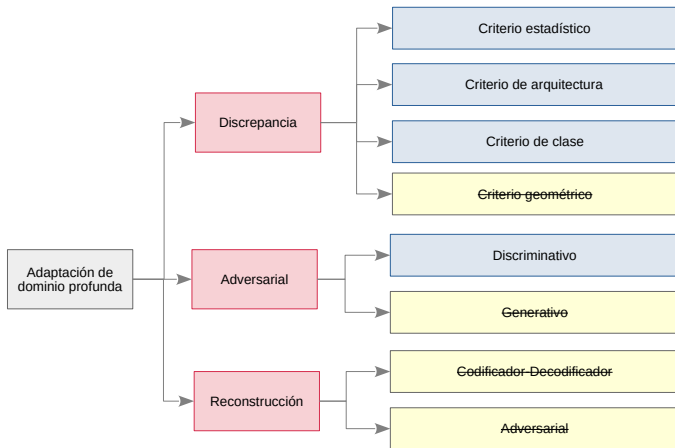 Criterio estadístico
Criterio de arquitectura
Discrepancia
Criterio de clase
Criterio geométrico
Adaptación de
dominio profunda
Adversarial
Discriminativo
Generativo
Reconstrucción
Codificador-Decodificador
Adversarial